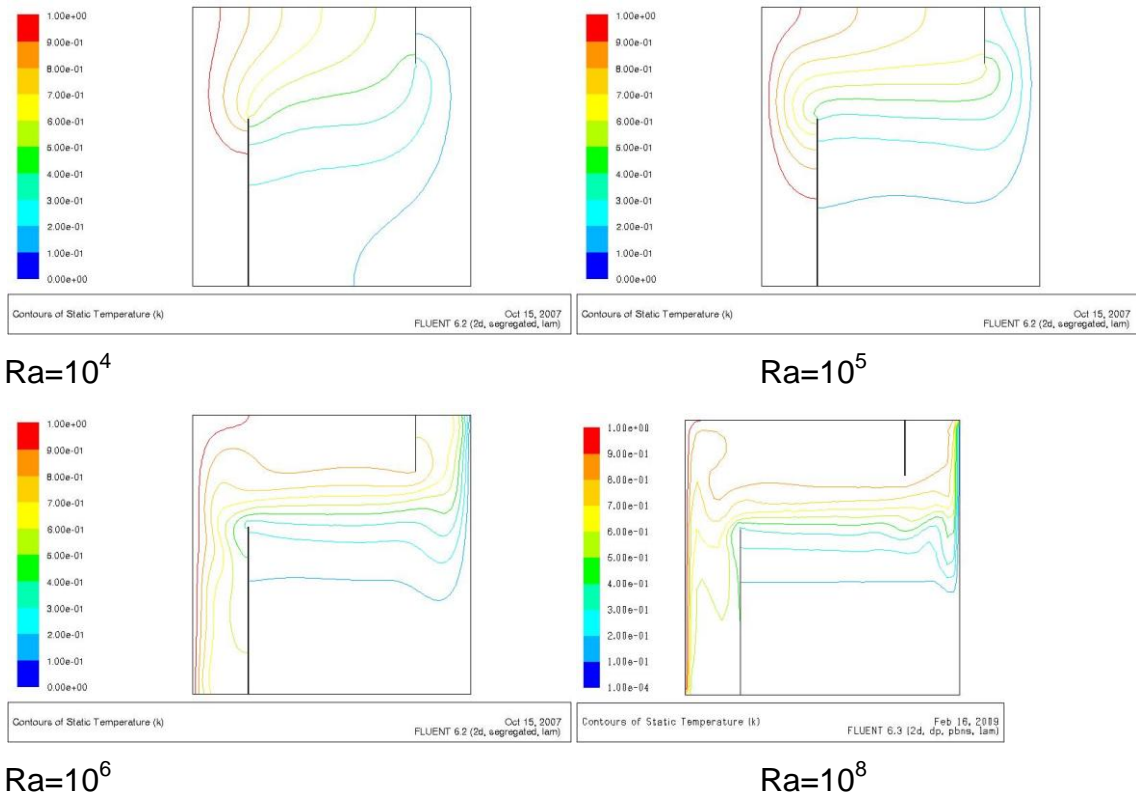 1.00e+00
9.00e-01
8.00e-01
7.00e-01
6.00e-01
5.00e-01
4.00e-01
3.00e-01
2.00e-01
1.00e-01
0.00e+00
Contours of Static Temperature (k)
Oct 15, 2007
FLUENT 6.2 (2d, segregated, lam)
1.00e+00
9.00e-01
8.00e-01
7.00e-01
6.00e-01
5.00e-01
4.00e-01
3.00e-01
2.00e-01
1.00e-01
0.00e+00
Contours of Static Temperature (k)
Oct 15, 2007
FLUENT 6.2 (2d, segregated, lam)
Ra=10⁴
Ra=10⁵
1.00e+00
9.00e-01
8.00e-01
7.00e-01
6.00e-01
5.00e-01
4.00e-01
3.00e-01
2.00e-01
1.00e-01
0.00e+00
Contours of Static Temperature (k)
Oct 15, 2007
FLUENT 6.2 (2d, segregated, lam)
1.00e+00
9.00e-01
8.00e-01
7.00e-01
6.00e-01
5.00e-01
4.00e-01
3.00e-01
2.00e-01
1.00e-01
1.00e-04
Contours of Static Temperature (k)
Feb 16, 2009
FLUENT 6.3 (2d, dp, pbns, lam)
Ra=10⁶
Ra=10⁸